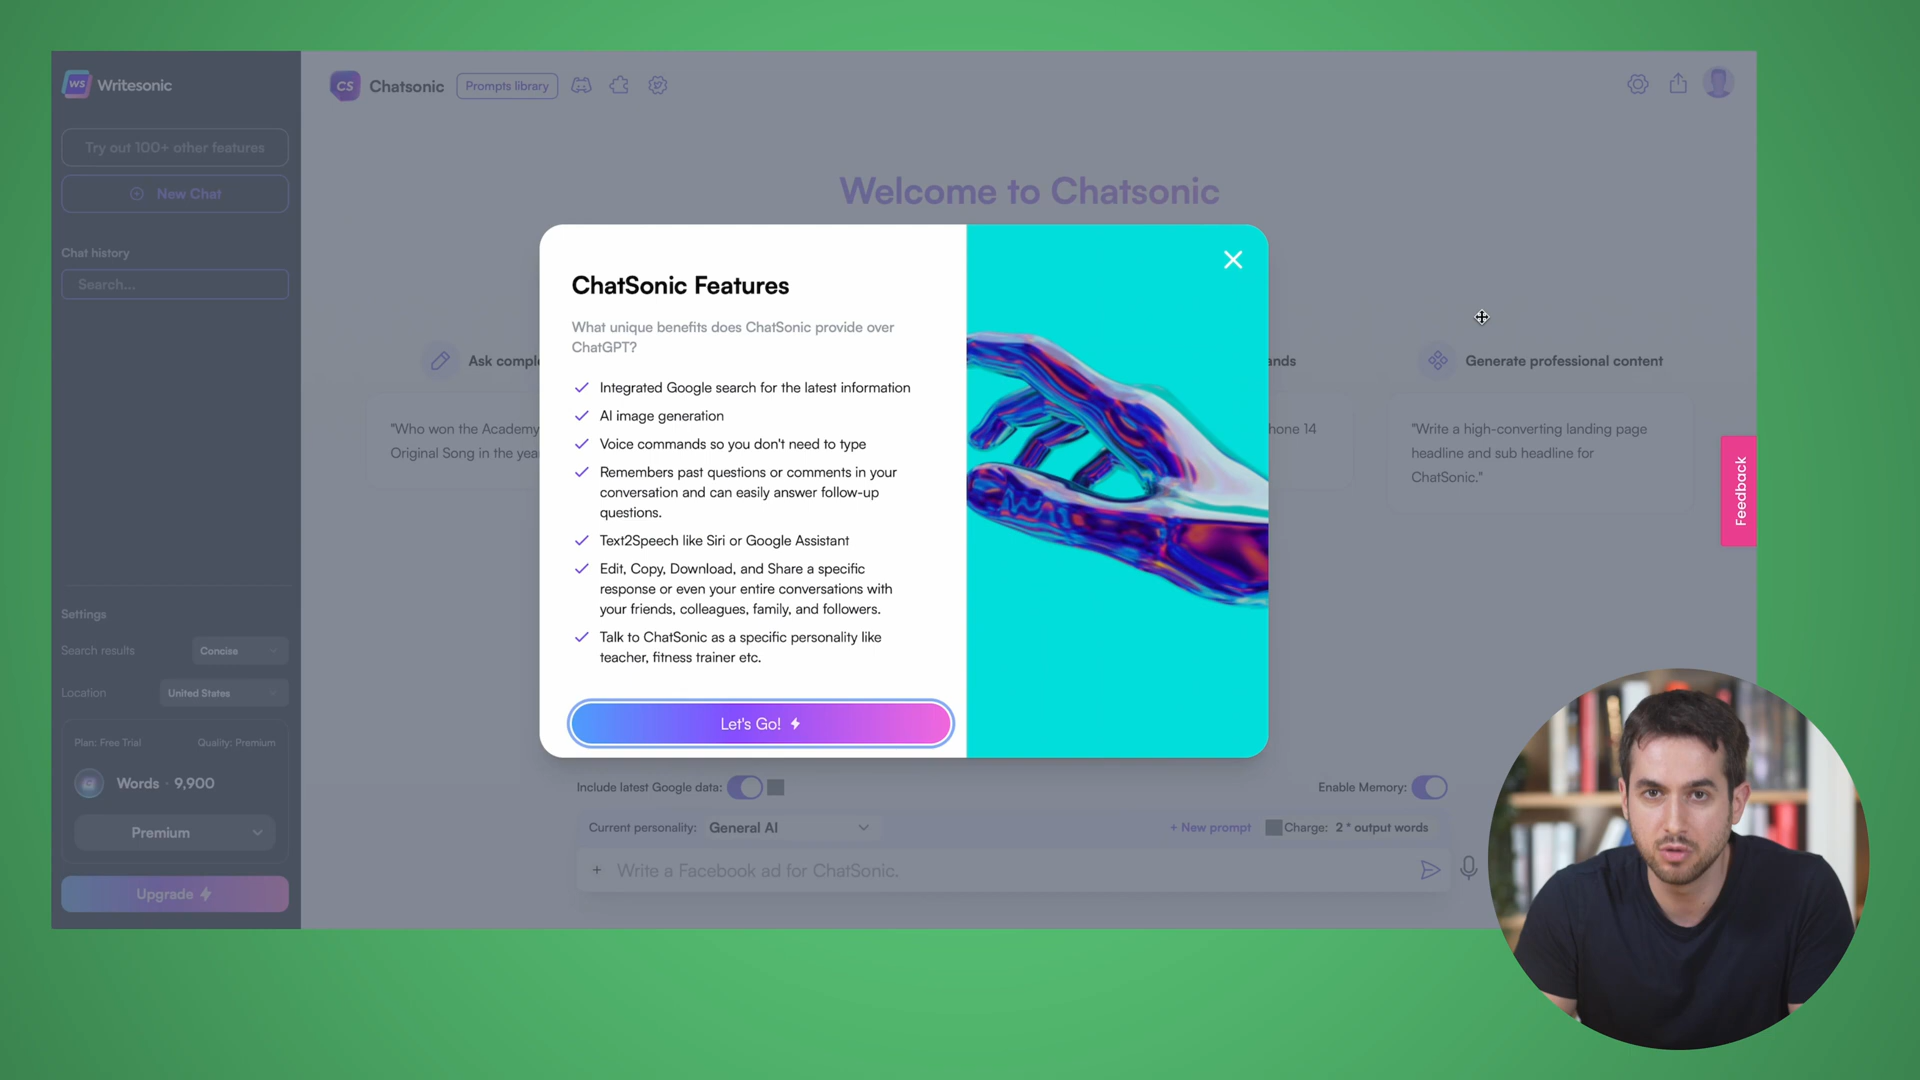 WS Writesonic
Try out 100+ other features
New Chat
Chat history
Search...
Settings
Search results
Concise
Location
United States
Plan: Free Trial
Quality: Premium
Words · 9,900
Premium
Upgrade
CS Chatsonic
Prompts library
Welcome to Chatsonic
Ask
"Who won the Academy
Original Song in the
Generate professional content
"Write a high-converting landing page
headline and sub headline for
ChatSonic."
14
ChatSonic Features
What unique benefits does ChatSonic provide over
ChatGPT?
Integrated Google search for the latest information
AI image generation
Voice commands so you don't need to type
Remembers past questions or comments in your
conversation and can easily answer follow-up
questions.
Text2Speech like Siri or Google Assistant
Edit, Copy, Download, and Share a specific
response or even your entire conversations with
your friends, colleagues, family, and followers.
Talk to ChatSonic as a specific personality like
teacher, fitness trainer etc.
Let's Go!
Feedback
Include latest Google data:
Enable Memory:
Current personality: General AI
+ New prompt
Charge: 2 * output words
+ Write a Facebook ad for ChatSonic.